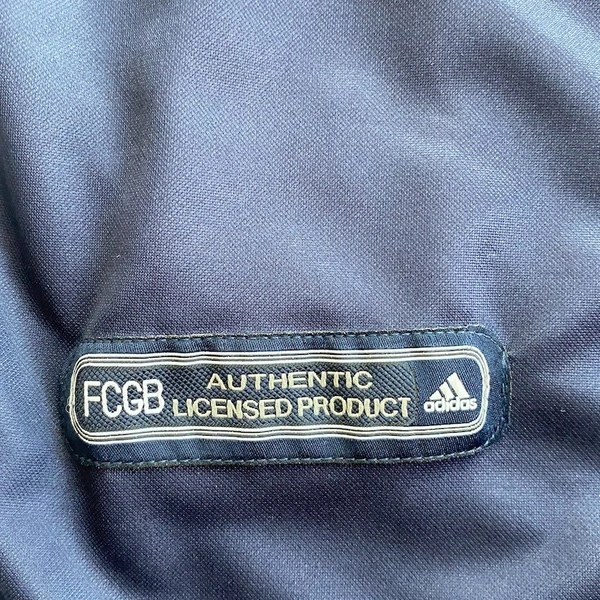 FCGB
AUTHENTIC
LICENSED PRODUCT
adidas